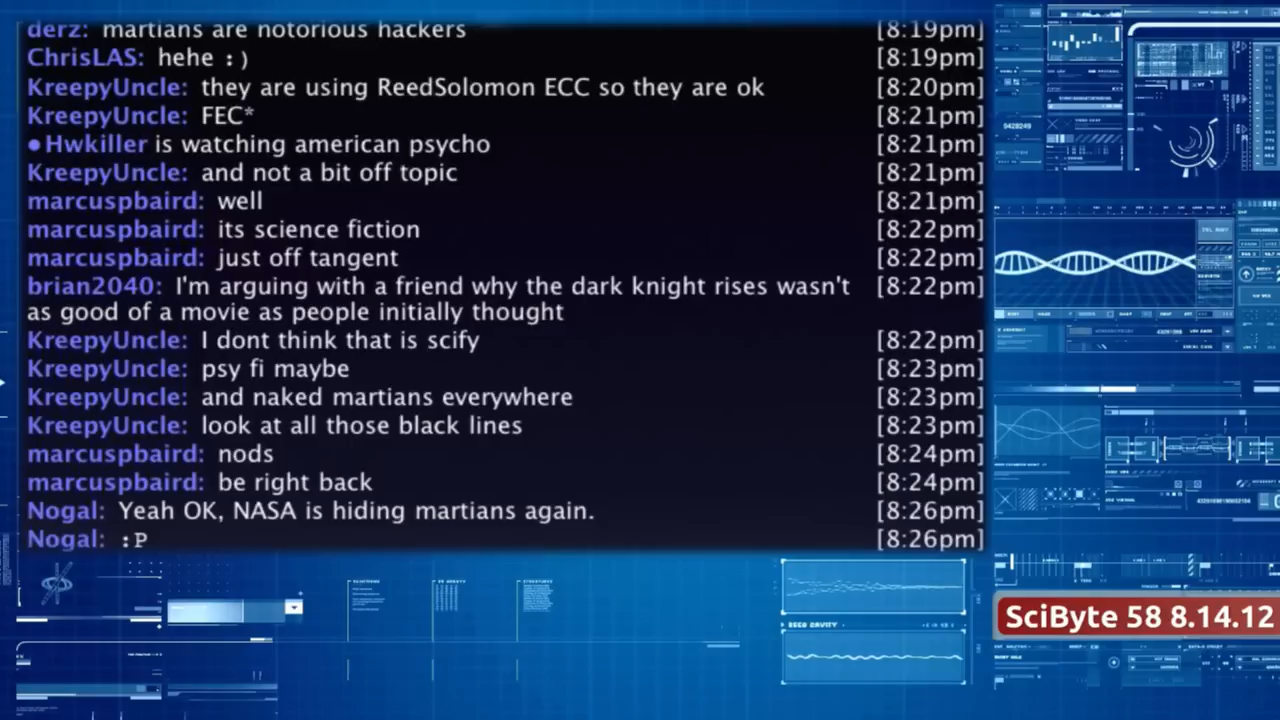 derz: martians are notorious hackers [8:19pm]
ChrisLAS: hehe :) [8:19pm]
KreepyUncle: they are using ReedSolomon ECC so they are ok [8:20pm]
KreepyUncle: FEC* [8:21pm]
•Hwkiller is watching american psycho [8:21pm]
KreepyUncle: and not a bit off topic [8:21pm]
marcuspbaird: well [8:21pm]
marcuspbaird: its science fiction [8:22pm]
marcuspbaird: just off tangent [8:22pm]
brian2040: I'm arguing with a friend why the dark knight rises wasn't [8:22pm]
as good of a movie as people initially thought
KreepyUncle: I dont think that is scify [8:22pm]
KreepyUncle: psy fi maybe [8:23pm]
KreepyUncle: and naked martians everywhere [8:23pm]
KreepyUncle: look at all those black lines [8:23pm]
marcuspbaird: nods [8:24pm]
marcuspbaird: be right back [8:24pm]
Nogal: Yeah OK, NASA is hiding martians again. [8:26pm]
Nogal: :P [8:26pm]
SciByte 58 8.14.12